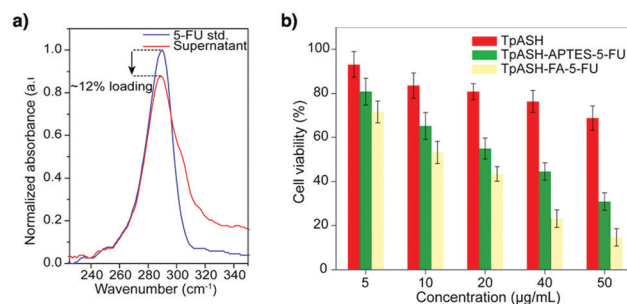 a)
5-FU std.
Supernatant
~12% loading
Normalized absorbance (a.u
1.0
0.8
0.6
0.4
0.2
0.0
240 260 280 300 320 340
Wavenumber (cm⁻¹)
b)
TpASH
TpASH-APTES-5-FU
TpASH-FA-5-FU
Cell viability (%)
100
80
60
40
20
0
5 10 20 40 50
Concentration (µg/mL)